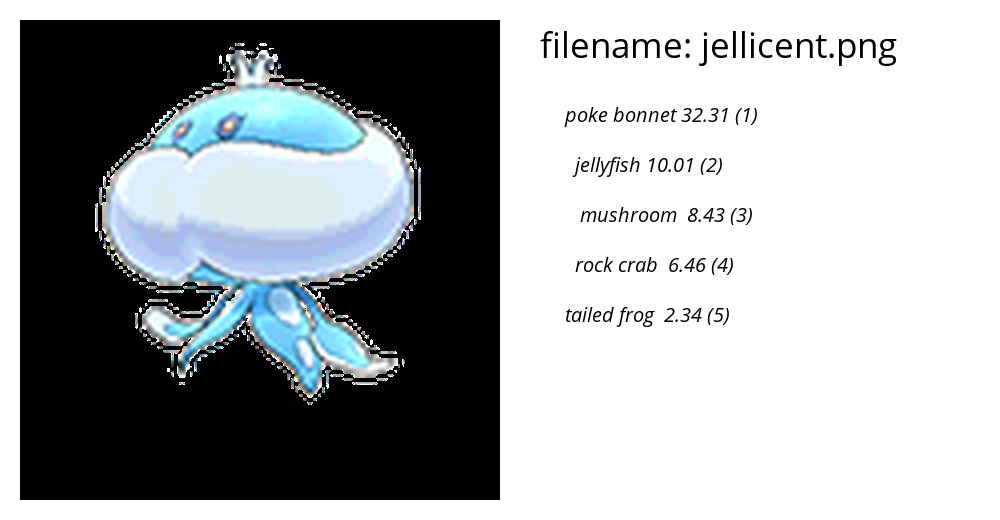 filename: jellicent.png
poke bonnet 32.31 (1)
jellyfish 10.01 (2)
mushroom 8.43 (3)
rock crab 6.46 (4)
tailed frog 2.34 (5)